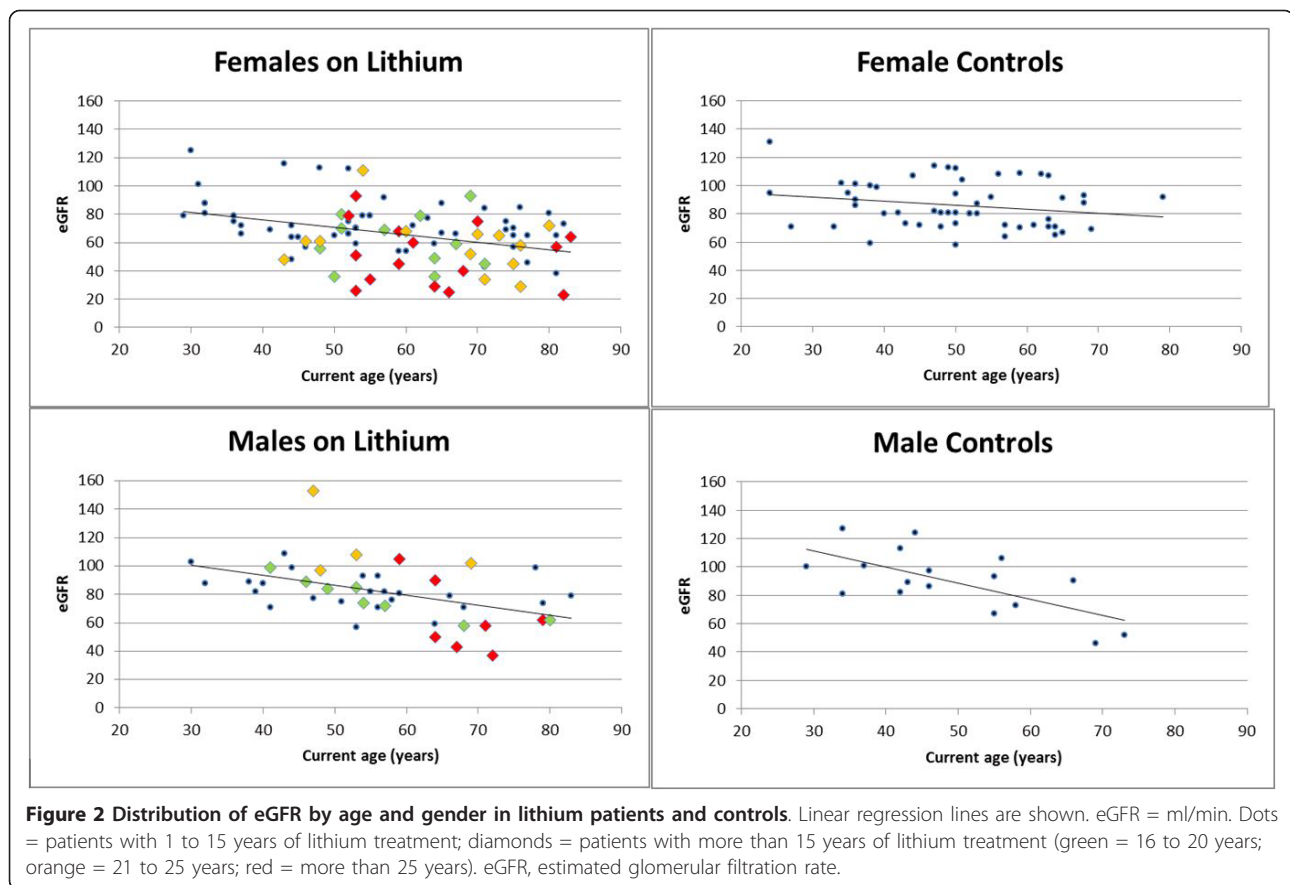 Females on Lithium
eGFR
160
140
120
100
80
60
40
20
0
20 30 40 50 60 70 80 90
Current age (years)
Female Controls
eGFR
160
140
120
100
80
60
40
20
0
20 30 40 50 60 70 80 90
Current age (years)
Males on Lithium
eGFR
160
140
120
100
80
60
40
20
0
20 30 40 50 60 70 80 90
Current age (years)
Male Controls
eGFR
160
140
120
100
80
60
40
20
0
20 30 40 50 60 70 80 90
Current age (years)
Figure 2 Distribution of eGFR by age and gender in lithium patients and controls. Linear regression lines are shown. eGFR = ml/min. Dots
= patients with 1 to 15 years of lithium treatment; diamonds = patients with more than 15 years of lithium treatment (green = 16 to 20 years;
orange = 21 to 25 years; red = more than 25 years). eGFR, estimated glomerular filtration rate.